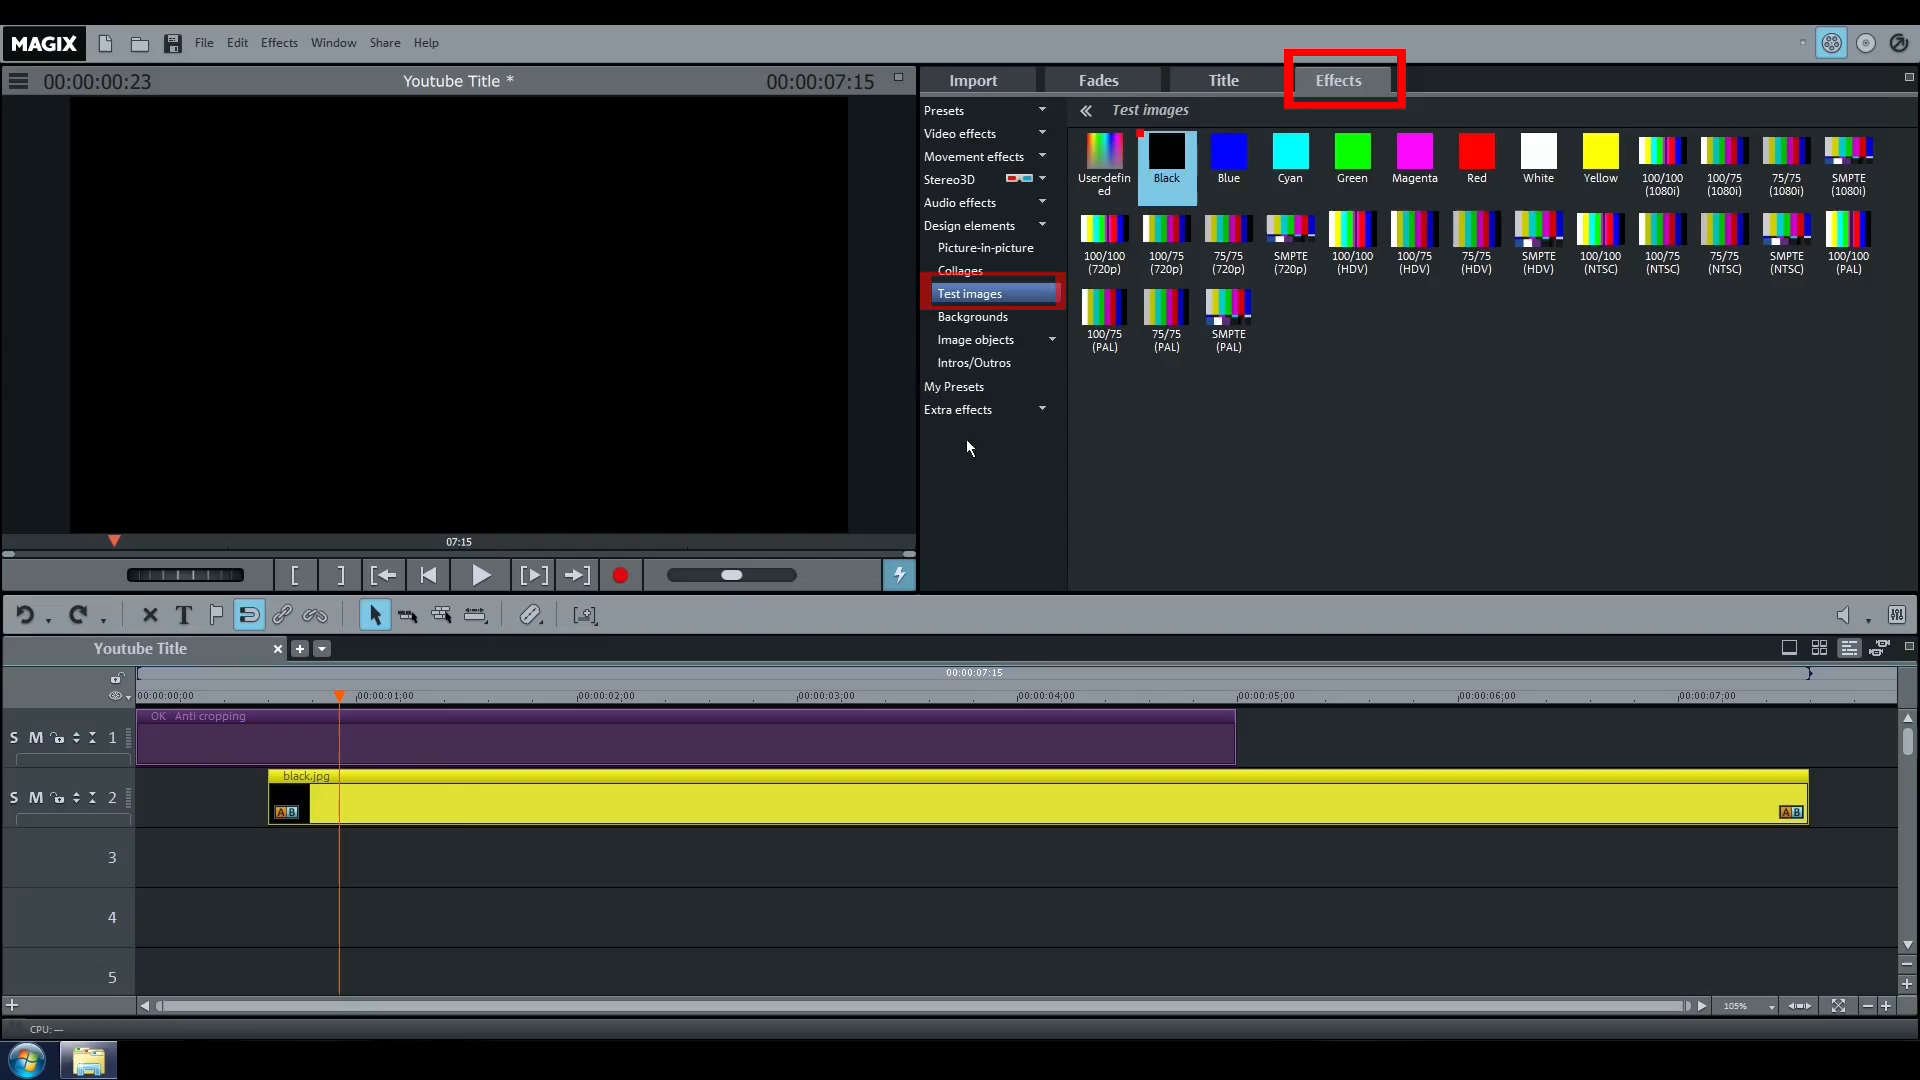 MAGIX File Edit Effects Window Share Help
00:00:00:23 Youtube Title * 00:00:07:15
Import Fades Title Effects
Presets
Video effects
Movement effects
Stereo3D
Audio effects
Design elements
Picture-in-picture
Collages
Test images
Backgrounds
Image objects
Intros/Outros
My Presets
Extra effects
Test images
User-defin
ed
Black
Blue
Cyan
Green
Magenta
Red
White
Yellow
100/100
(1080i)
100/75
(1080i)
75/75
(1080i)
SMPTE
(1080i)
100/100
(720p)
100/75
(720p)
75/75
(720p)
SMPTE
(720p)
100/100
(HDV)
100/75
(HDV)
75/75
(HDV)
SMPTE
(HDV)
100/100
(NTSC)
100/75
(NTSC)
75/75
(NTSC)
SMPTE
(NTSC)
100/100
(PAL)
100/75
(PAL)
75/75
(PAL)
SMPTE
(PAL)
07:15
Youtube Title
00:00:07:15
00:00:00;00 00:00:01;00 00:00:02;00 00:00:03;00 00:00:04;00 00:00:05;00 00:00:06;00 00:00:07;00
OK Anti cropping
S M 1
black.jpg
S M 2
A B
A B
3
4
5
105%
CPU: —